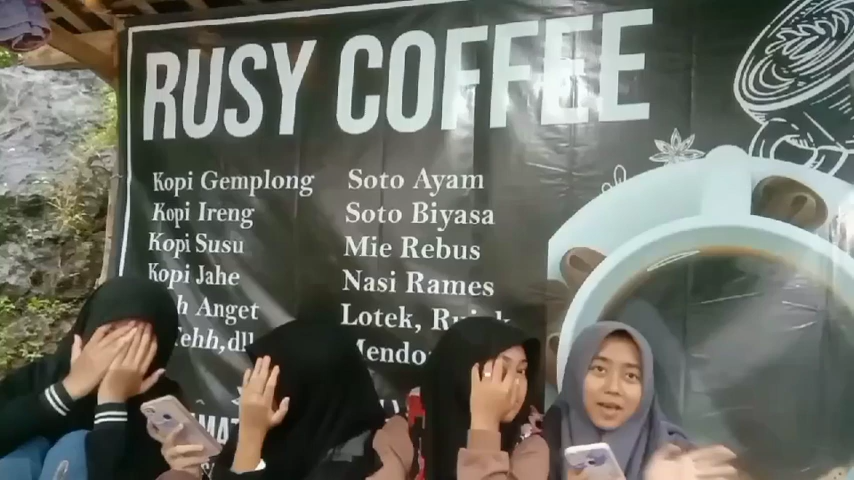 RUSY COFFEE
Kopi Gemplong
Kopi Ireng
Kopi Susu
Kopi Jahe
Anget
Soto Ayam
Soto Biyasa
Mie Rebus
Nasi Rames
Lotek,